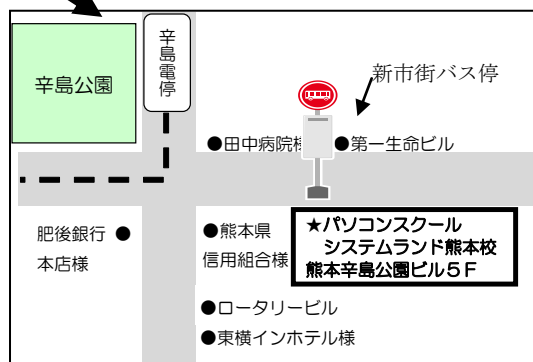 辛島公園
辛島電停
新市街バス停
●田中病院様
●第一生命ビル
肥後銀行 ●
本店様
●熊本県
信用組合様
★パソコンスクール
システムランド熊本校
熊本辛島公園ビル5F
●ロータリービル
●東横インホテル様